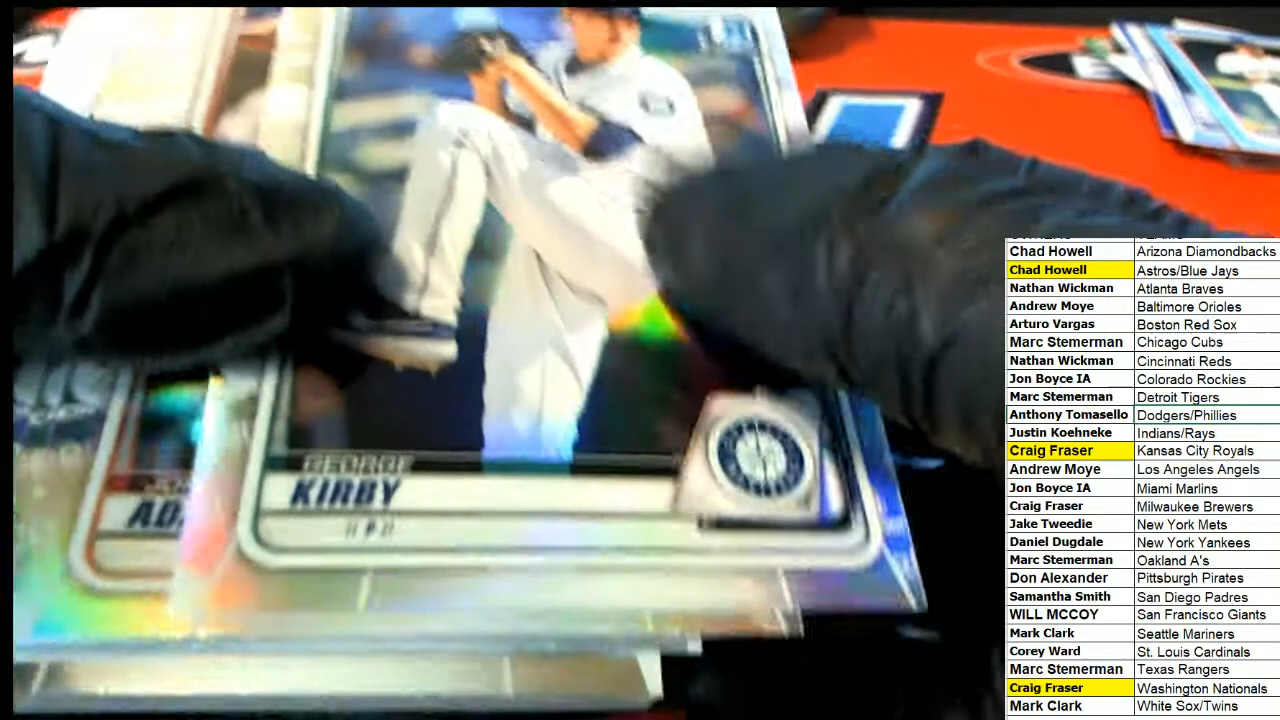 GEORGE
KIRBY
P
AD
Chad Howell Arizona Diamondbacks
Chad Howell Astros/Blue Jays
Nathan Wickman Atlanta Braves
Andrew Moye Baltimore Orioles
Arturo Vargas Boston Red Sox
Marc Stemerman Chicago Cubs
Nathan Wickman Cincinnati Reds
Jon Boyce IA Colorado Rockies
Marc Stemerman Detroit Tigers
Anthony Tomasello Dodgers/Phillies
Justin Koehneke Indians/Rays
Craig Fraser Kansas City Royals
Andrew Moye Los Angeles Angels
Jon Boyce IA Miami Marlins
Craig Fraser Milwaukee Brewers
Jake Tweedie New York Mets
Daniel Dugdale New York Yankees
Marc Stemerman Oakland A's
Don Alexander Pittsburgh Pirates
Samantha Smith San Diego Padres
WILL MCCOY San Francisco Giants
Mark Clark Seattle Mariners
Corey Ward St. Louis Cardinals
Marc Stemerman Texas Rangers
Craig Fraser Washington Nationals
Mark Clark White Sox/Twins